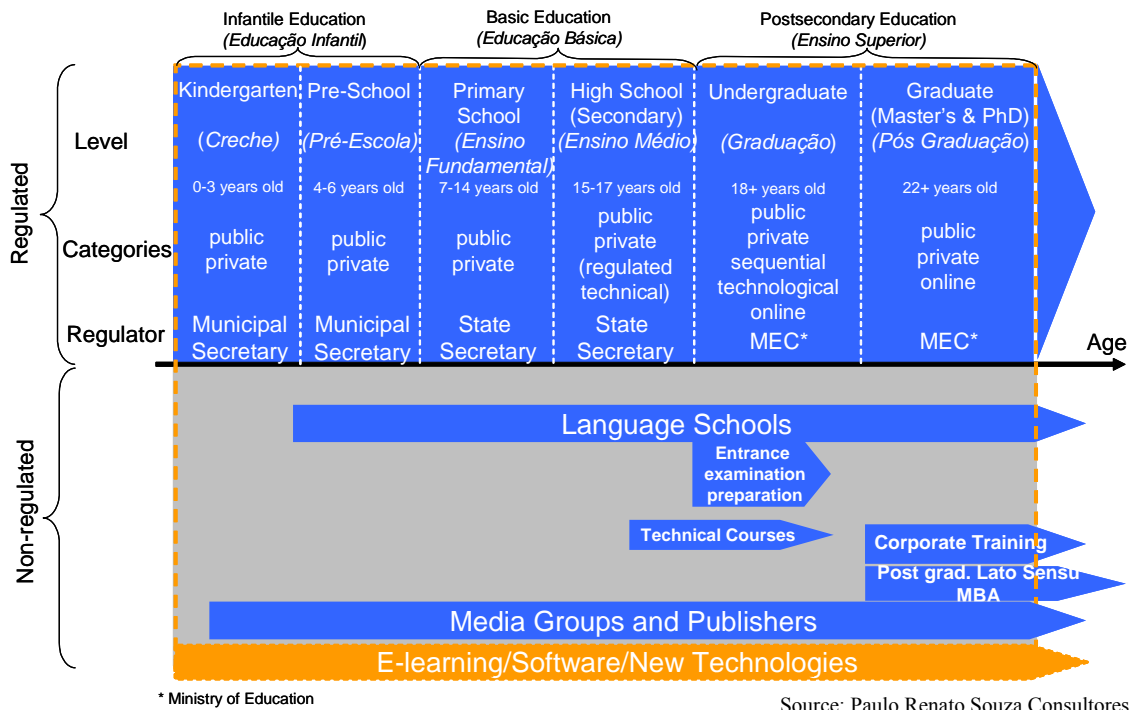 Infantile Education
(Educação Infantil)
Basic Education
(Educação Básica)
Postsecondary Education
(Ensino Superior)
Regulated
Level
Kindergarten
(Creche)
0-3 years old
Pre-School
(Pré-Escola)
4-6 years old
Primary
School
(Ensino
Fundamental)
7-14 years old
High School
(Secondary)
(Ensino Médio)
15-17 years old
Undergraduate
(Graduação)
18+ years old
Graduate
(Master's & PhD)
(Pós Graduação)
22+ years old
Categories
public
private
public
private
public
private
public
private
(regulated
technical)
public
private
sequential
technological
online
public
private
online
Regulator
Municipal
Secretary
Municipal
Secretary
State
Secretary
State
Secretary
MEC*
MEC*
Age
Non-regulated
Language Schools
Entrance
examination
preparation
Technical Courses
Corporate Training
Post grad. Lato Sensu
MBA
Media Groups and Publishers
E-learning/Software/New Technologies
* Ministry of Education
Source: Paulo Renato Souza Consultores